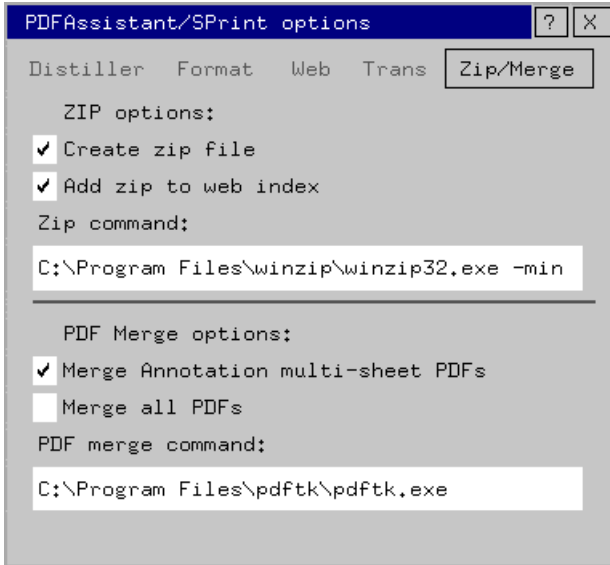 PDFAssistant/SPrint options ? X
Distiller Format Web Trans Zip/Merge
ZIP options:
Create zip file
Add zip to web index
Zip command:
C:\Program Files\winzip\winzip32.exe -min
PDF Merge options:
Merge Annotation multi-sheet PDFs
Merge all PDFs
PDF merge command:
C:\Program Files\pdftk\pdftk.exe